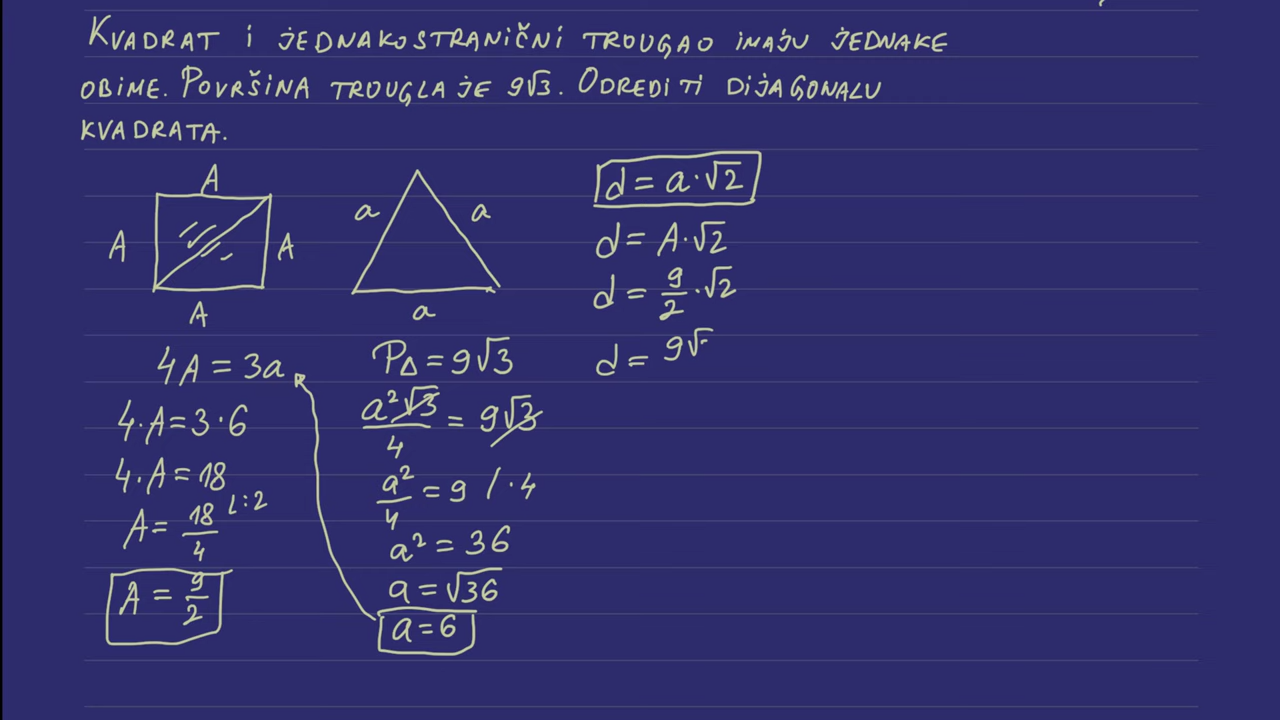 KVADRAT I JEDNAKOSTRANIČNI TROUGAO IMAJU JEDNAKE
OBIME. POVRŠINA TROUGLA JE 9√3. ODREDITI DIJAGONALU
KVADRATA.
A
A
A
A
a
a
a
4A = 3a
4·A = 3·6
4·A = 18
A = 18/4 /:2
A = 9/2
P△ = 9√3
a²√3/4 = 9√3
a²/4 = 9 /·4
a² = 36
a = √36
a = 6
d = a·√2
d = A·√2
d = 9/2·√2
d = 9√